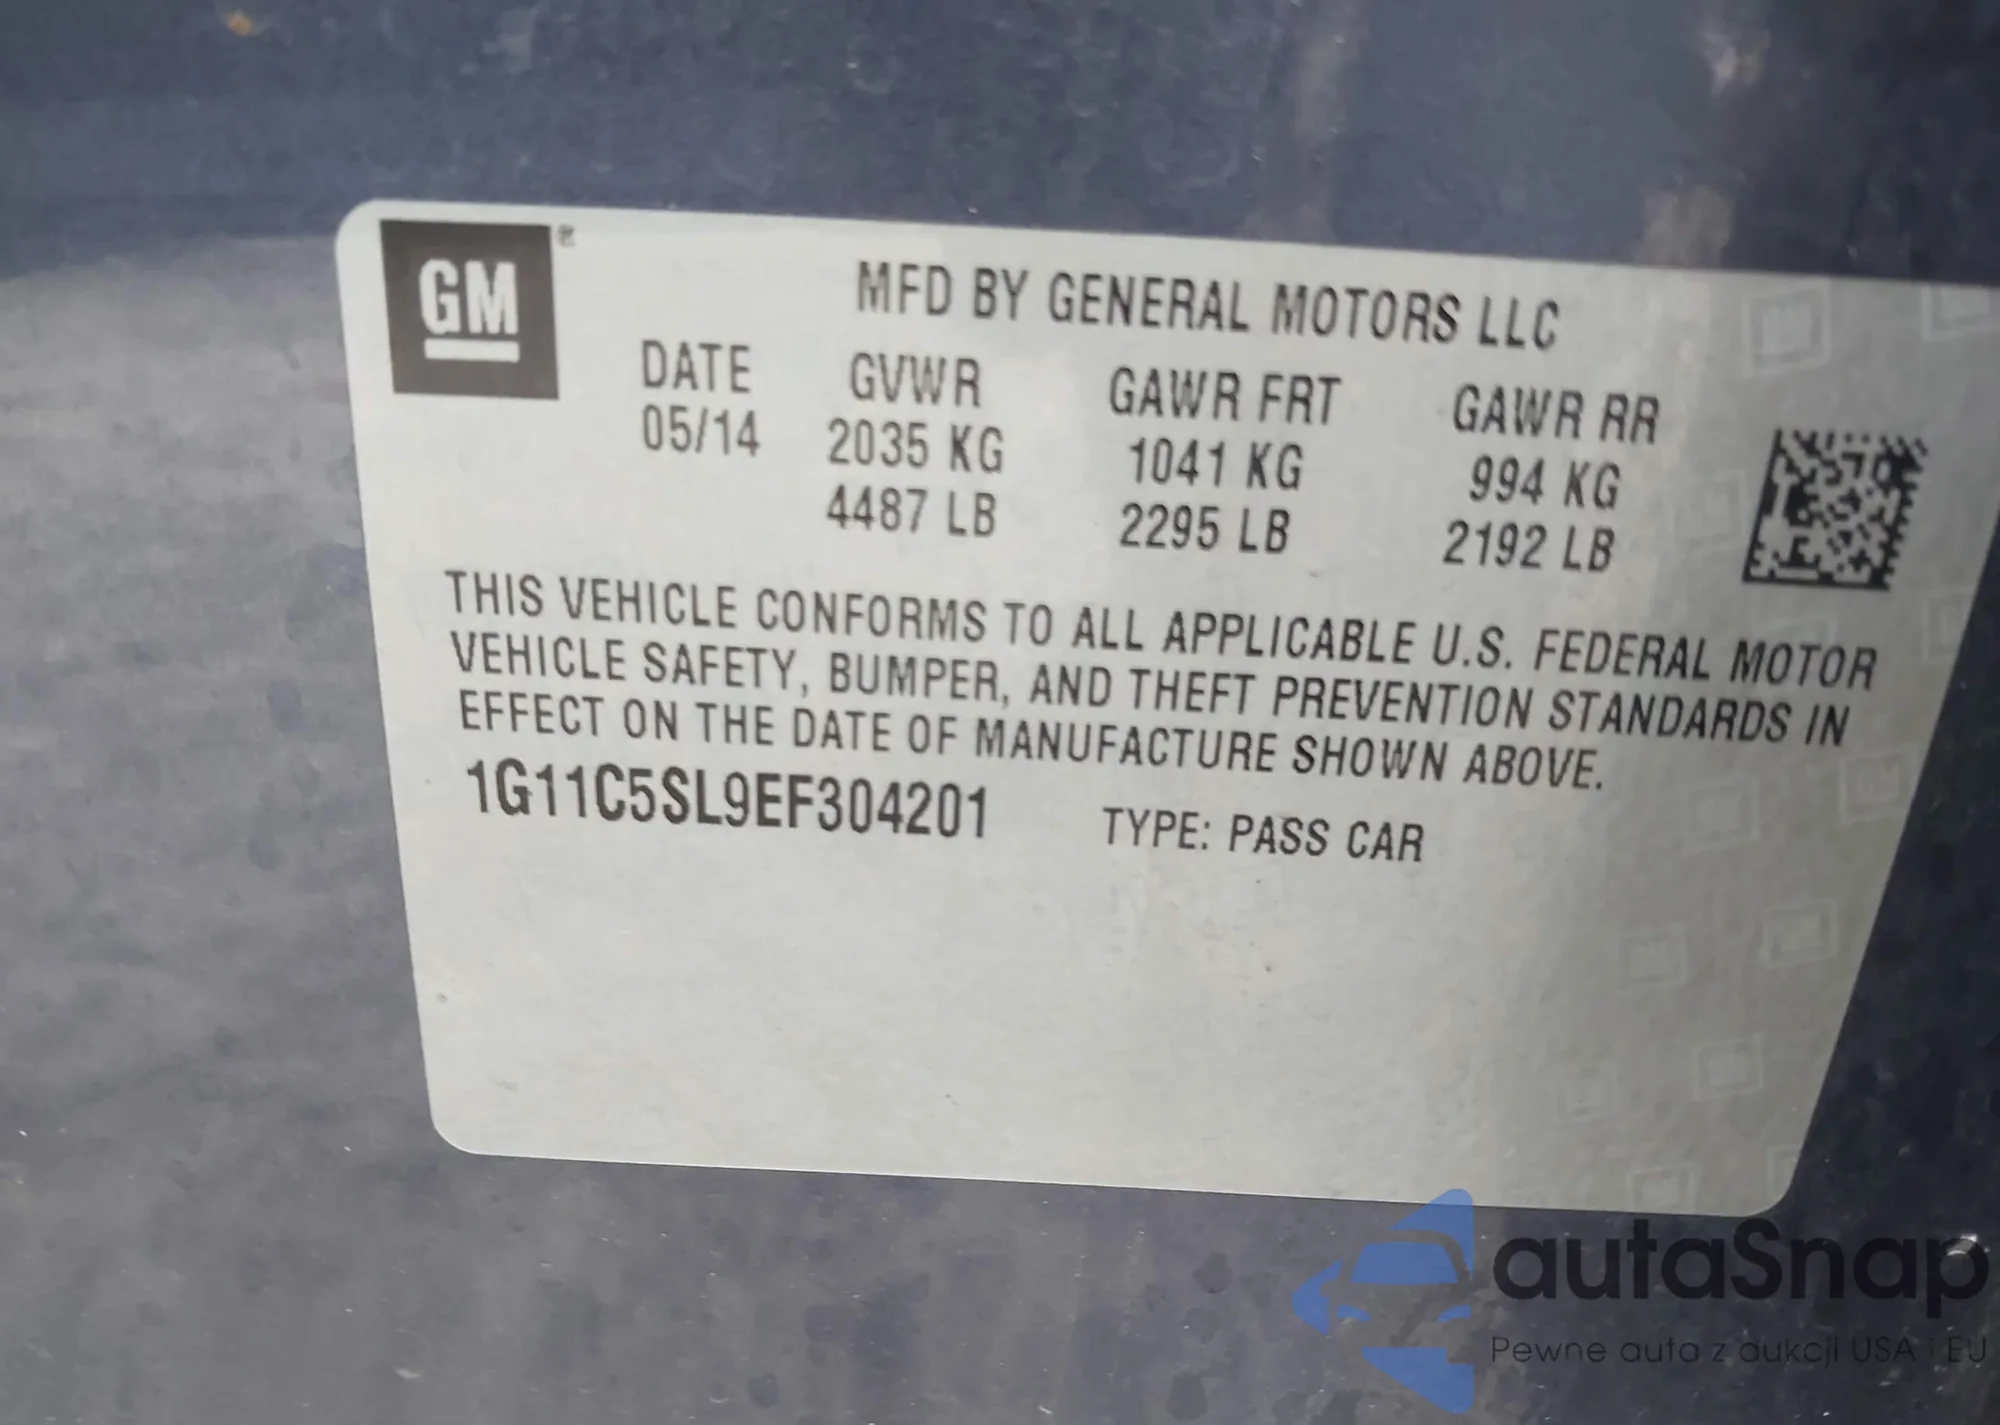 GM
MFD BY GENERAL MOTORS LLC
DATE GVWR GAWR FRT GAWR RR
05/14 2035 KG 1041 KG 994 KG
4487 LB 2295 LB 2192 LB
THIS VEHICLE CONFORMS TO ALL APPLICABLE U.S. FEDERAL MOTOR
VEHICLE SAFETY, BUMPER, AND THEFT PREVENTION STANDARDS IN
EFFECT ON THE DATE OF MANUFACTURE SHOWN ABOVE.
1G11C5SL9EF304201 TYPE: PASS CAR
autaSnap
Pewne auta z aukcji USA i EU